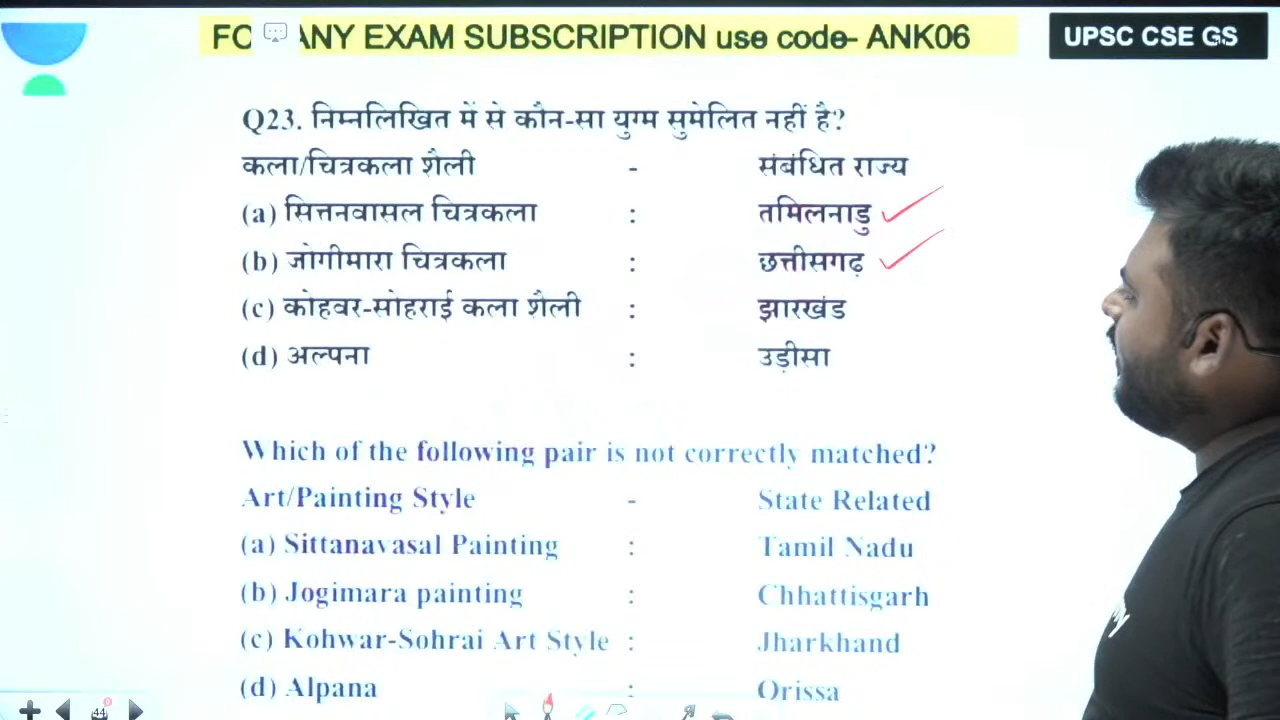 ANY EXAM SUBSCRIPTION use code- ANK06
UPSC CSE GS
Q23. निम्नलिखित में से कौन-सा युग्म सुमेलित नहीं है?
कला/चित्रकला शैली - संबंधित राज्य
(a) सित्तनवासल चित्रकला : तमिलनाडु
(b) जोगीमारा चित्रकला : छत्तीसगढ़
(c) कोहवर-सोहराई कला शैली : झारखंड
(d) अल्पना : उड़ीसा
Which of the following pair is not correctly matched?
Art/Painting Style - State Related
(a) Sittanavasal Painting : Tamil Nadu
(b) Jogimara painting : Chhattisgarh
(c) Kohwar-Sohrai Art Style : Jharkhand
(d) Alpana : Orissa
44